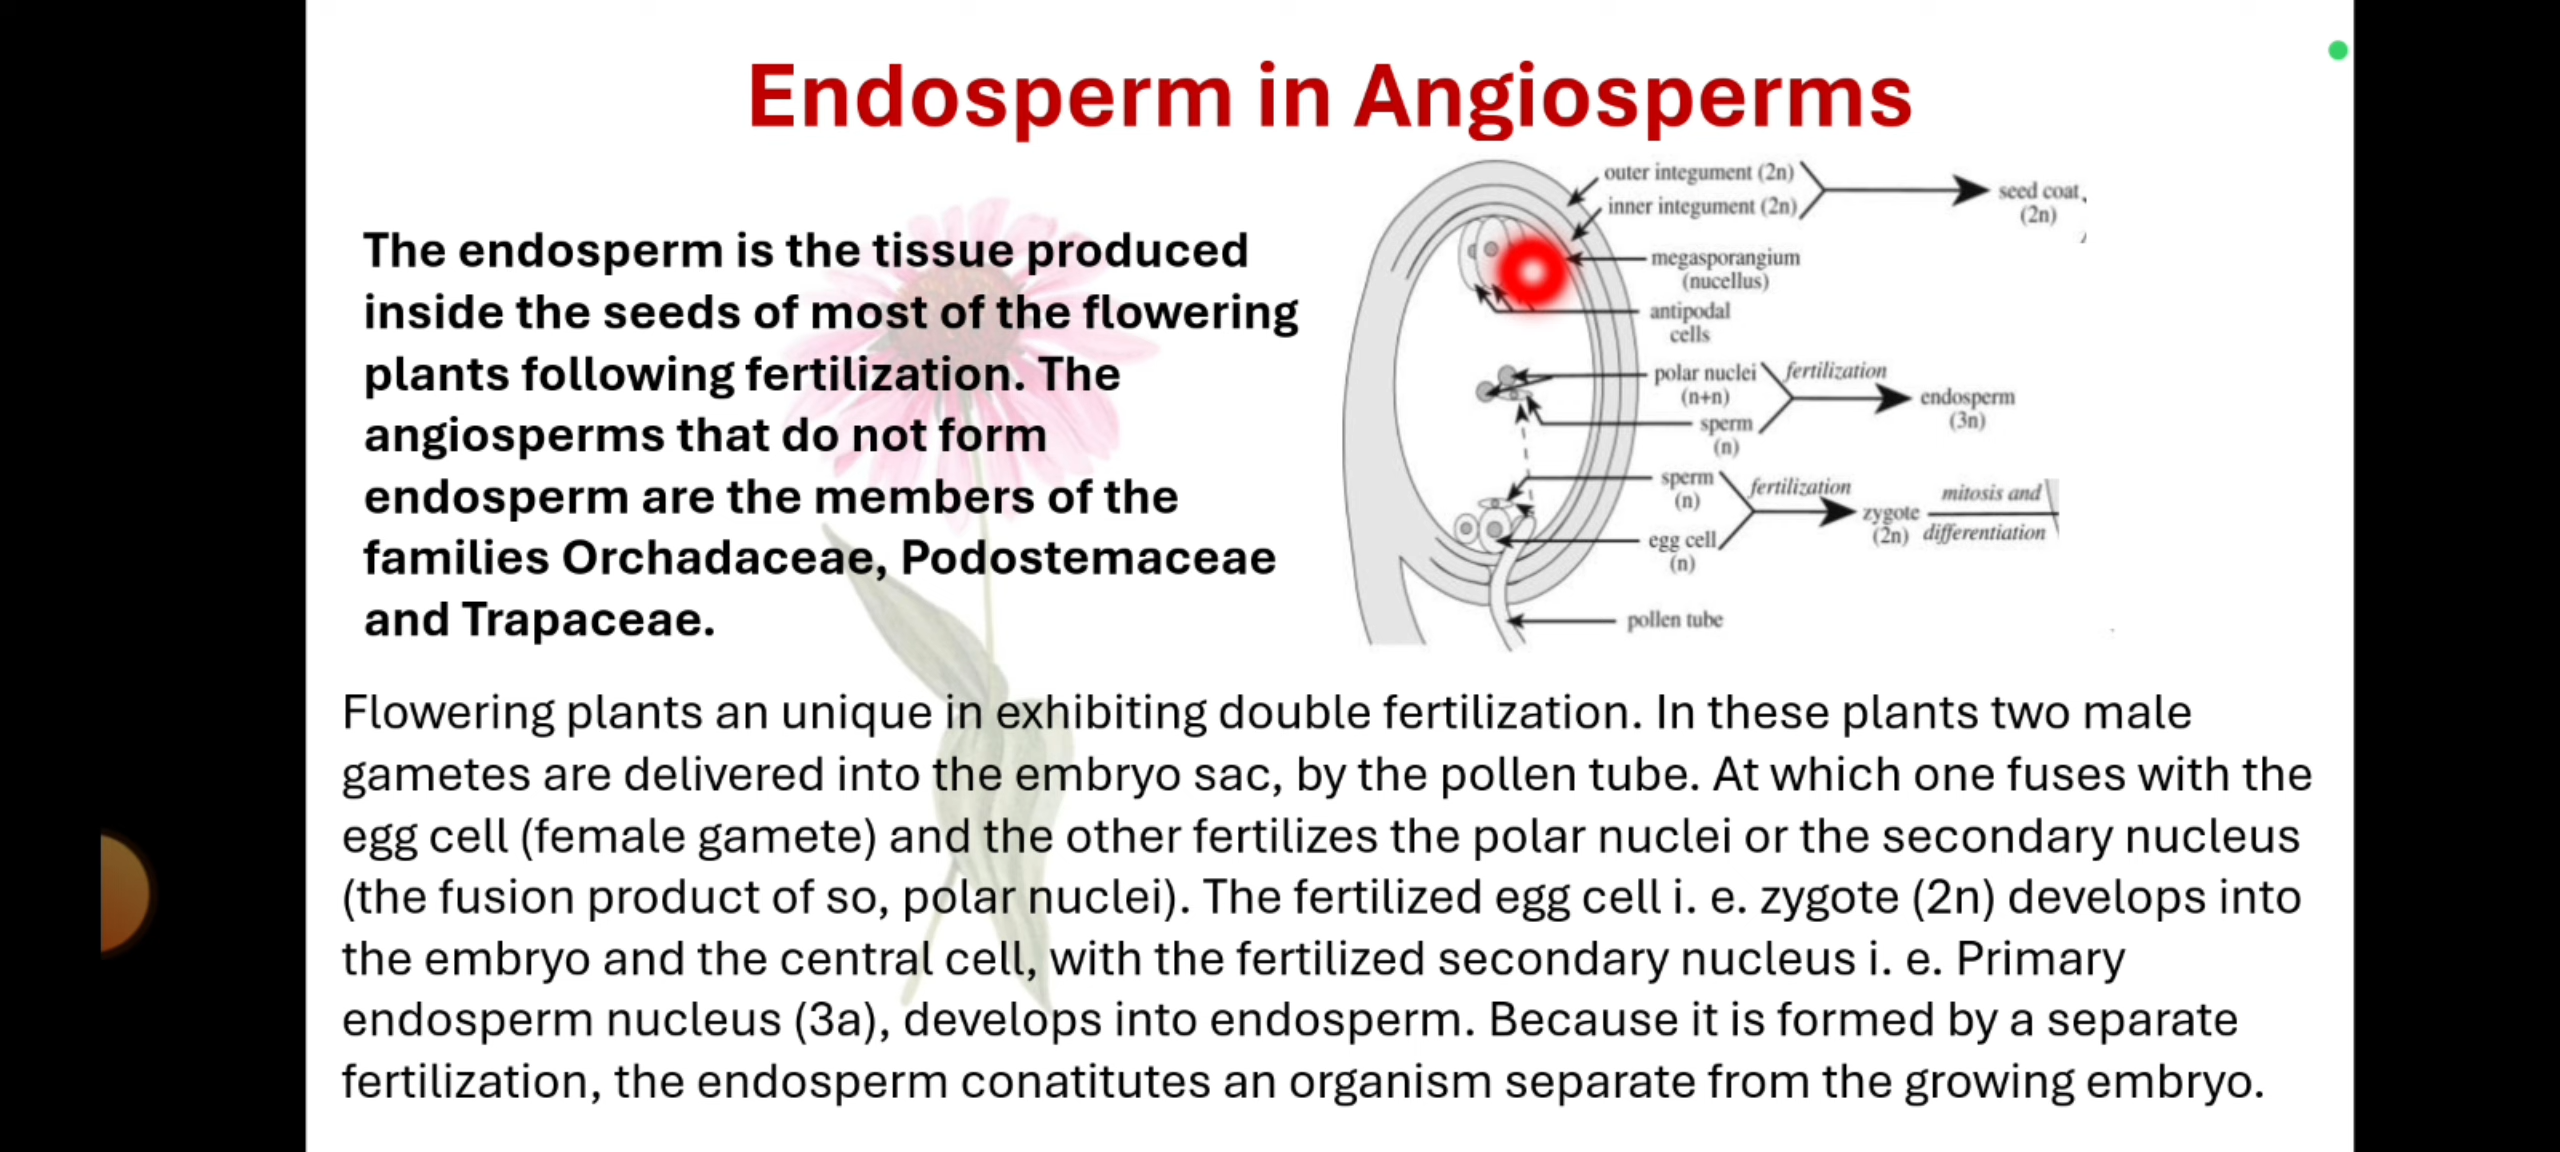 Endosperm in Angiosperms
The endosperm is the tissue produced
inside the seeds of most of the flowering
plants following fertilization. The
angiosperms that do not form
endosperm are the members of the
families Orchadaceae, Podostemaceae
and Trapaceae.
outer integument (2n)
inner integument (2n)
seed coat
(2n)
megasporangium
(nucellus)
antipodal
cells
polar nuclei
(n+n)
fertilization
sperm
(n)
endosperm
(3n)
sperm
(n)
fertilization
egg cell
(n)
zygote
(2n)
mitosis and
differentiation
pollen tube
Flowering plants an unique in exhibiting double fertilization. In these plants two male
gametes are delivered into the embryo sac, by the pollen tube. At which one fuses with the
egg cell (female gamete) and the other fertilizes the polar nuclei or the secondary nucleus
(the fusion product of so, polar nuclei). The fertilized egg cell i. e. zygote (2n) develops into
the embryo and the central cell, with the fertilized secondary nucleus i. e. Primary
endosperm nucleus (3a), develops into endosperm. Because it is formed by a separate
fertilization, the endosperm conatitutes an organism separate from the growing embryo.